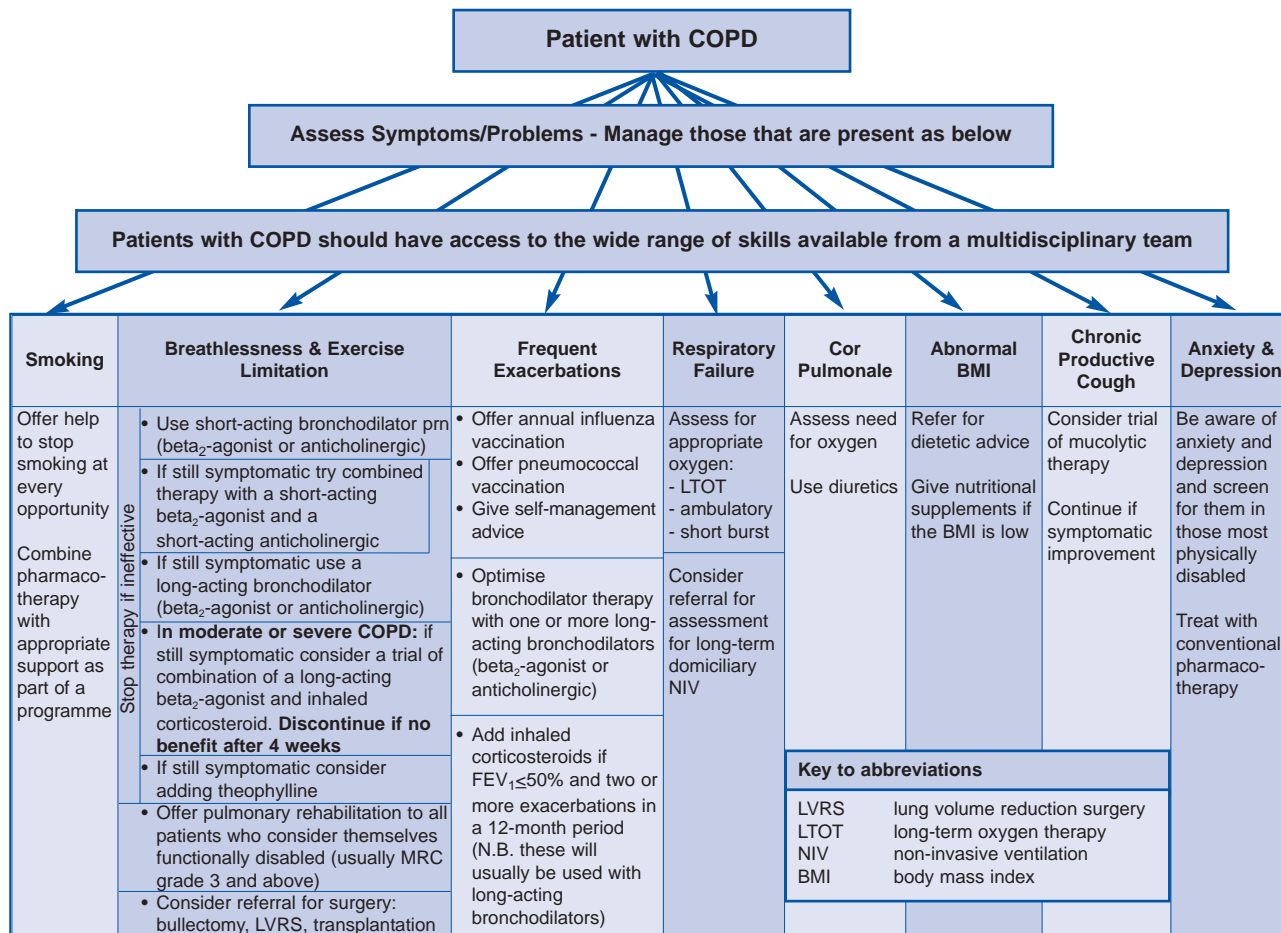 Patient with COPD
Assess Symptoms/Problems - Manage those that are present as below
Patients with COPD should have access to the wide range of skills available from a multidisciplinary team
Smoking
Offer help
to stop
smoking at
every
opportunity
Combine
pharmaco-
therapy
with
appropriate
support as
part of a
programme
Breathlessness & Exercise
Limitation
Stop therapy if ineffective
• Use short-acting bronchodilator prn
(beta₂-agonist or anticholinergic)
• If still symptomatic try combined
therapy with a short-acting
beta₂-agonist and a
short-acting anticholinergic
• If still symptomatic use a
long-acting bronchodilator
(beta₂-agonist or anticholinergic)
• In moderate or severe COPD: if
still symptomatic consider a trial of
combination of a long-acting
beta₂-agonist and inhaled
corticosteroid. Discontinue if no
benefit after 4 weeks
• If still symptomatic consider
adding theophylline
• Offer pulmonary rehabilitation to all
patients who consider themselves
functionally disabled (usually MRC
grade 3 and above)
• Consider referral for surgery:
bullectomy, LVRS, transplantation
Frequent
Exacerbations
• Offer annual influenza
vaccination
• Offer pneumococcal
vaccination
• Give self-management
advice
• Optimise
bronchodilator therapy
with one or more long-
acting bronchodilators
(beta₂-agonist or
anticholinergic)
• Add inhaled
corticosteroids if
FEV₁≤50% and two or
more exacerbations in
a 12-month period
(N.B. these will
usually be used with
long-acting
bronchodilators)
Respiratory
Failure
Assess for
appropriate
oxygen:
- LTOT
- ambulatory
- short burst
Consider
referral for
assessment
for long-term
domiciliary
NIV
Cor
Pulmonale
Assess need
for oxygen
Use diuretics
Abnormal
BMI
Refer for
dietetic advice
Give nutritional
supplements if
the BMI is low
Chronic
Productive
Cough
Consider trial
of mucolytic
therapy
Continue if
symptomatic
improvement
Anxiety &
Depression
Be aware of
anxiety and
depression
and screen
for them in
those most
physically
disabled
Treat with
conventional
pharmaco-
therapy
Key to abbreviations
LVRS lung volume reduction surgery
LTOT long-term oxygen therapy
NIV non-invasive ventilation
BMI body mass index